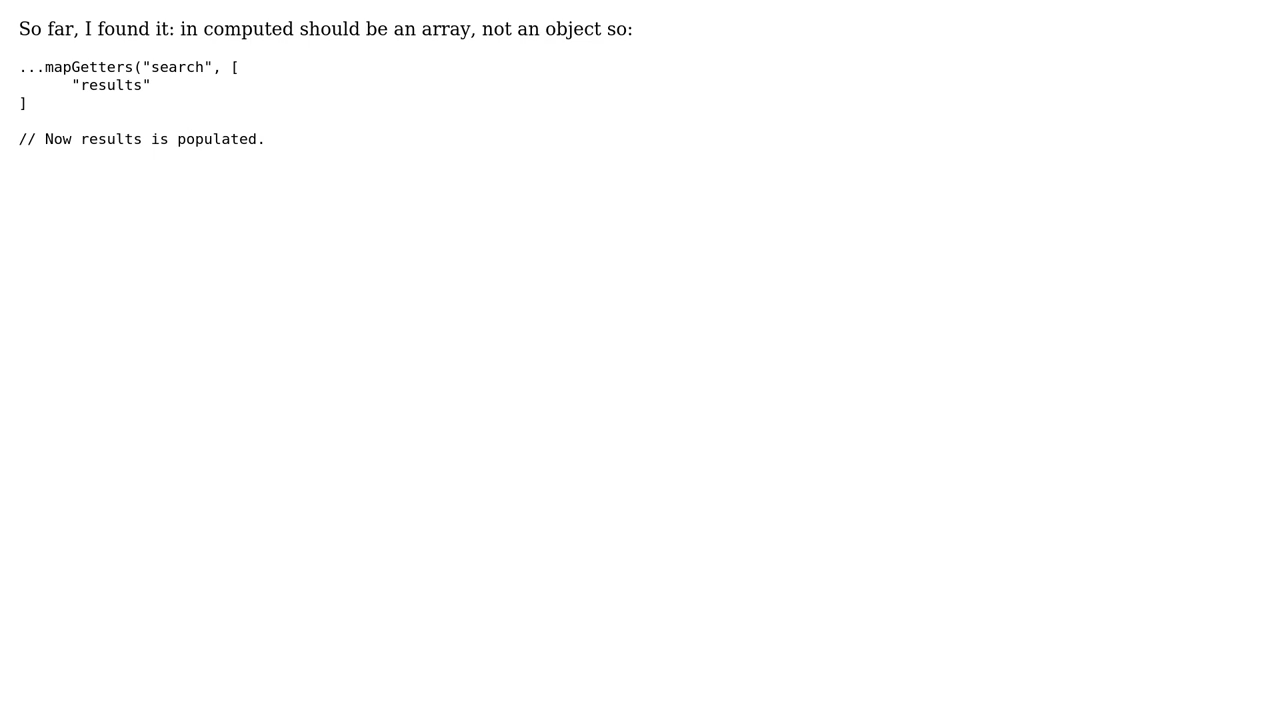 So far, I found it: in computed should be an array, not an object so:
...mapGetters("search", [
      "results"
]
// Now results is populated.